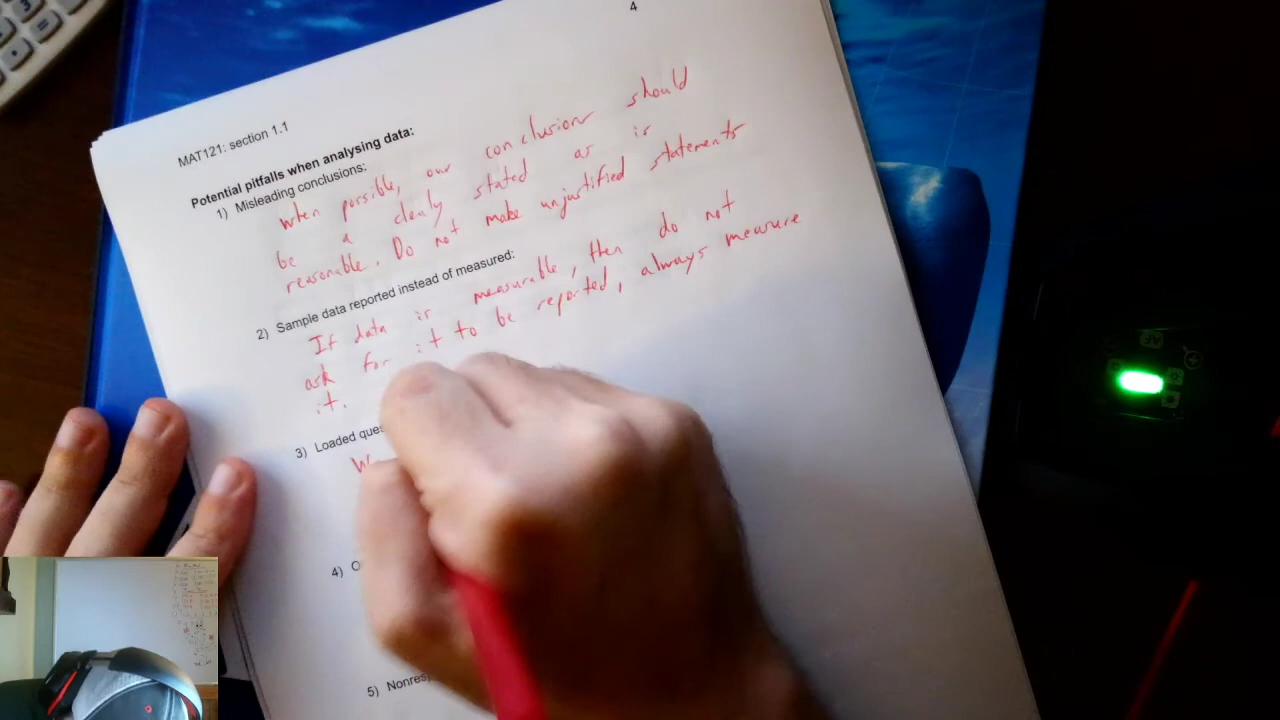 4
MAT121: section 1.1
Potential pitfalls when analysing data:
1) Misleading conclusions:
When possible, our conclusions should
be a clearly stated as is
reasonable. Do not make unjustified statements
2) Sample data reported instead of measured:
If data is measurable, then do not
ask for it to be reported, always measure
it.
3) Loaded ques
W
4) O
5) Nonresp